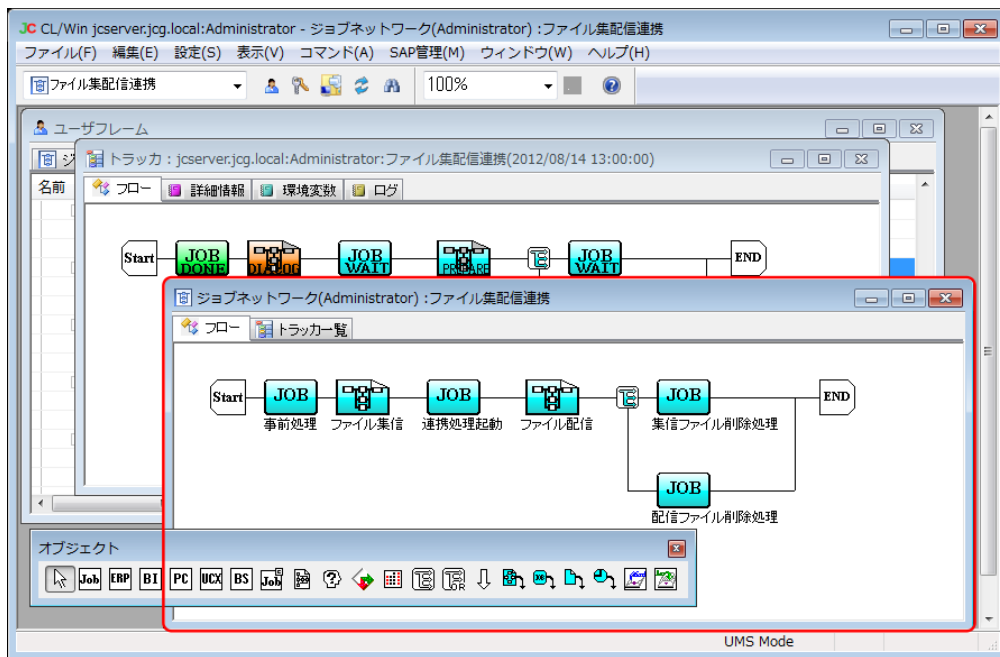 JC CL/Win jcserver.jcg.local:Administrator - ジョブネットワーク(Administrator) :ファイル集配信連携
ファイル(F) 編集(E) 設定(S) 表示(V) コマンド(A) SAP管理(M) ウィンドウ(W) ヘルプ(H)
ファイル集配信連携 100%
ユーザフレーム
ジ
トラッカ : jcserver.jcg.local:Administrator:ファイル集配信連携(2012/08/14 13:00:00)
名前
フロー 詳細情報 環境変数 ログ
Start JOB DONE DIALOG JOB WAIT PREPARE JOB WAIT END
ジョブネットワーク(Administrator) :ファイル集配信連携
フロー トラッカ一覧
Start JOB JOB JOB END
事前処理 ファイル集信 連携処理起動 ファイル配信 集信ファイル削除処理
JOB
配信ファイル削除処理
オブジェクト
Job ERP BI PC UCX BS Job OR
UMS Mode